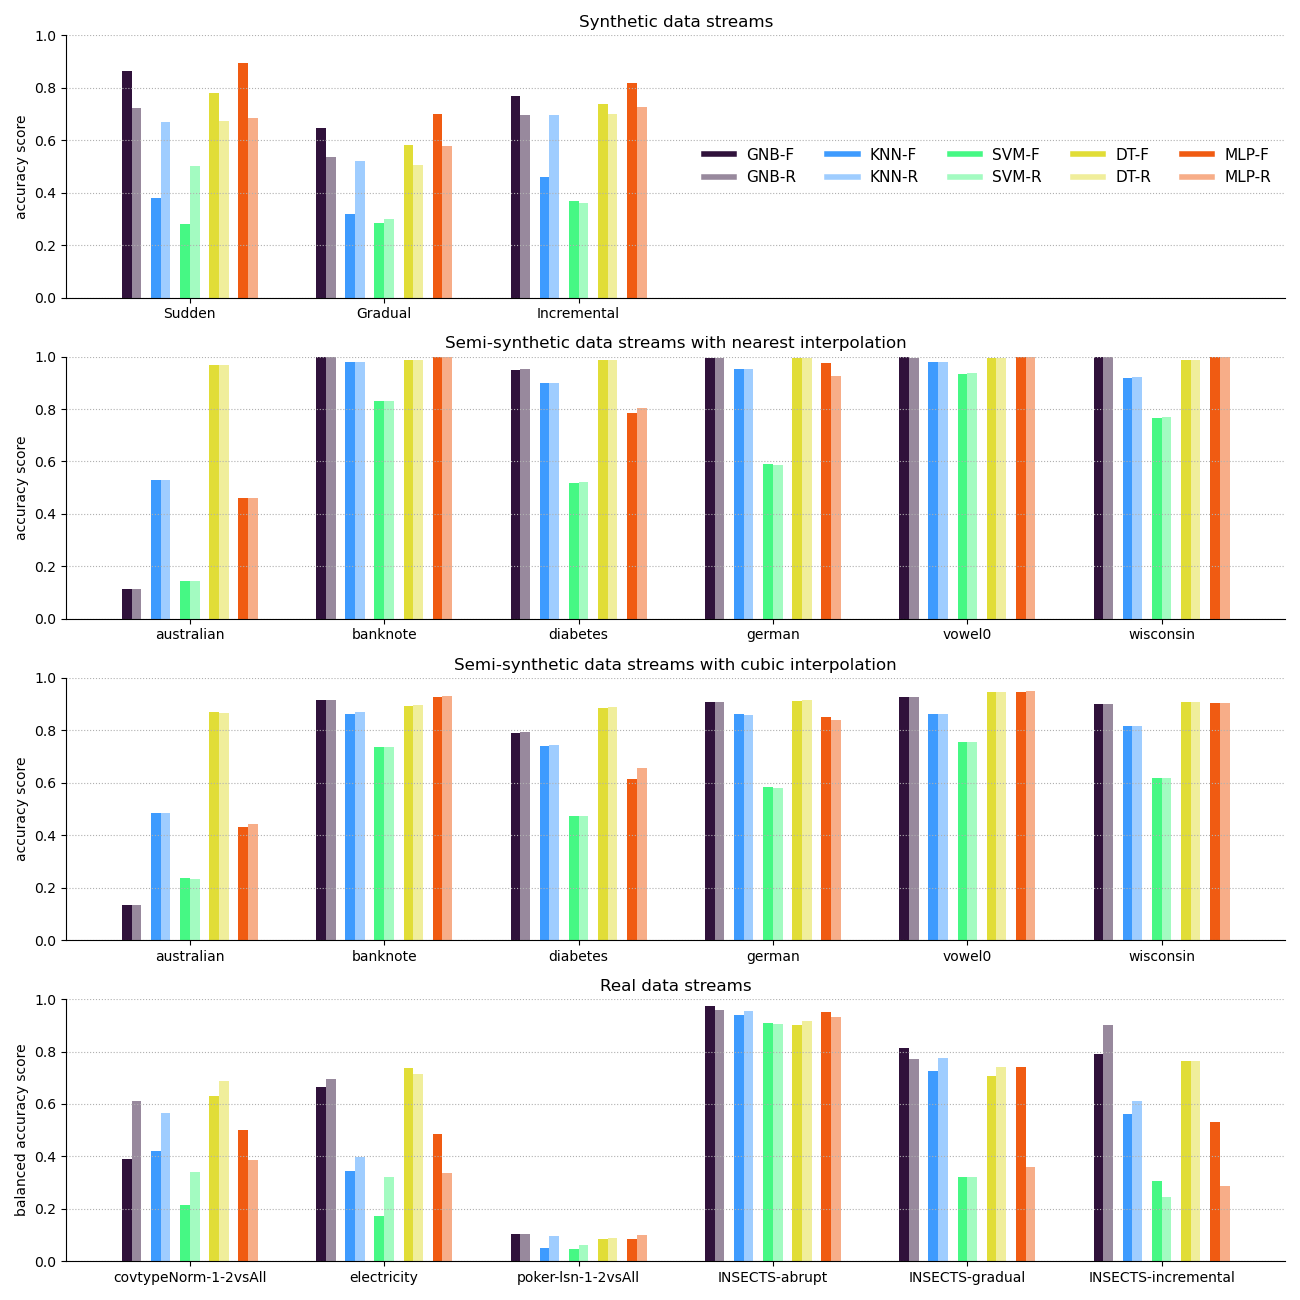 Synthetic data streams
1.0
0.8
0.6
0.4
0.2
0.0
accuracy score
GNB-F KNN-F SVM-F DT-F MLP-F
GNB-R KNN-R SVM-R DT-R MLP-R
Sudden Gradual Incremental
Semi-synthetic data streams with nearest interpolation
1.0
0.8
0.6
0.4
0.2
0.0
accuracy score
australian banknote diabetes german vowel0 wisconsin
Semi-synthetic data streams with cubic interpolation
1.0
0.8
0.6
0.4
0.2
0.0
accuracy score
australian banknote diabetes german vowel0 wisconsin
Real data streams
1.0
0.8
0.6
0.4
0.2
0.0
balanced accuracy score
covtypeNorm-1-2vsAll electricity poker-lsn-1-2vsAll INSECTS-abrupt INSECTS-gradual INSECTS-incremental